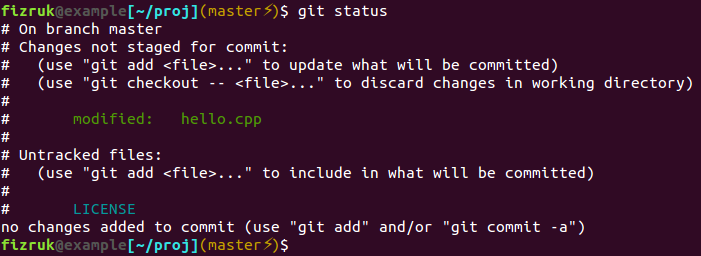 fizruk@example[~/proj](master⚡)$ git status
# On branch master
# Changes not staged for commit:
#   (use "git add <file>..." to update what will be committed)
#   (use "git checkout -- <file>..." to discard changes in working directory)
#
#       modified:   hello.cpp
#
# Untracked files:
#   (use "git add <file>..." to include in what will be committed)
#
#       LICENSE
no changes added to commit (use "git add" and/or "git commit -a")
fizruk@example[~/proj](master⚡)$